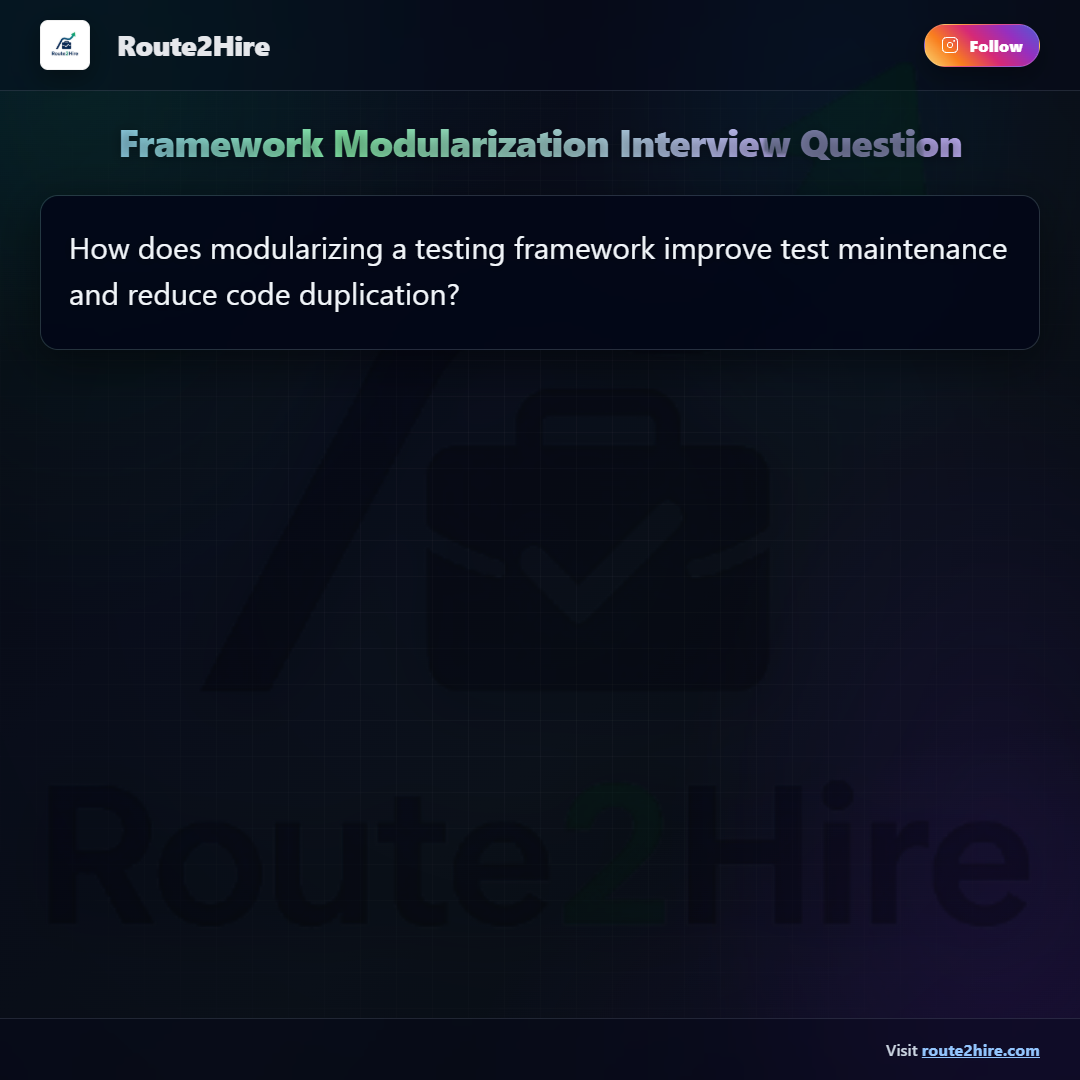 Route2Hire
Route2Hire
Follow
Framework Modularization Interview Question
How does modularizing a testing framework improve test maintenance
and reduce code duplication?
Route2Hire
Visit route2hire.com